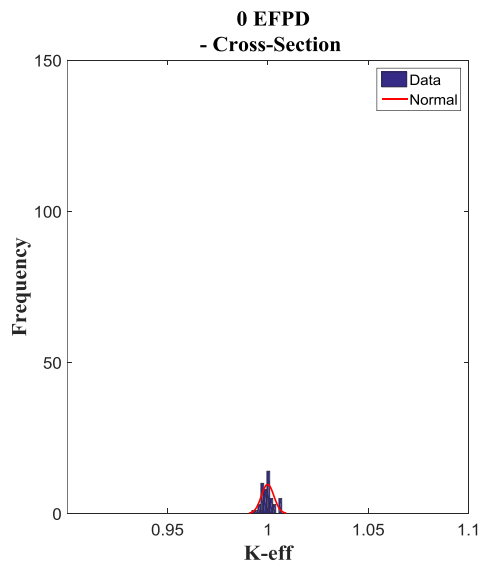 0 EFPD
- Cross-Section
150
100
50
0
Frequency
Data
Normal
0.95
1
1.05
1.1
K-eff